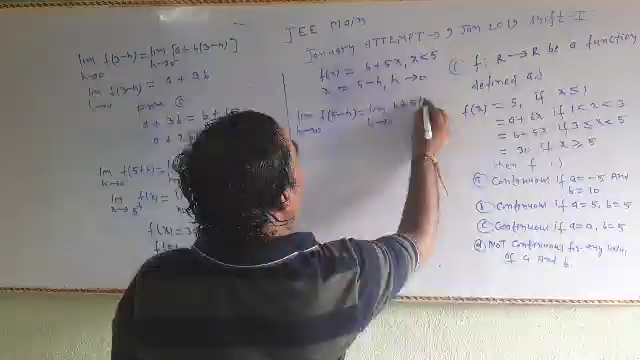 JEE Main
January ATTEMPT → 9 Jan 2019 shift-I
lim f(3-h) = lim [a+b(3-h)]
h→0 h→0
lim f(3-h) = a + 3b
h→0
from
a + 3b = b +
a + 2b
lim f(5+h) =
h→0
lim f(x) =
x→5+
f(x) = 30
f(x) = b+5x, x<5
x = 5-h, h→0
lim f(5-h) = lim b+5(
h→0 h→0
f: R→R be a function
defined as
f(x) = 5, if x≤1
= a+bx if 1<x<3
= b+5x if 3≤x<5
= 30 if x≥5
then f is
(a) Continuous if a=-5 And
b=10
(b) Continuous if a=5, b=5
(c) Continuous if a=0, b=5
(d) NOT Continuous for any value
of a And b